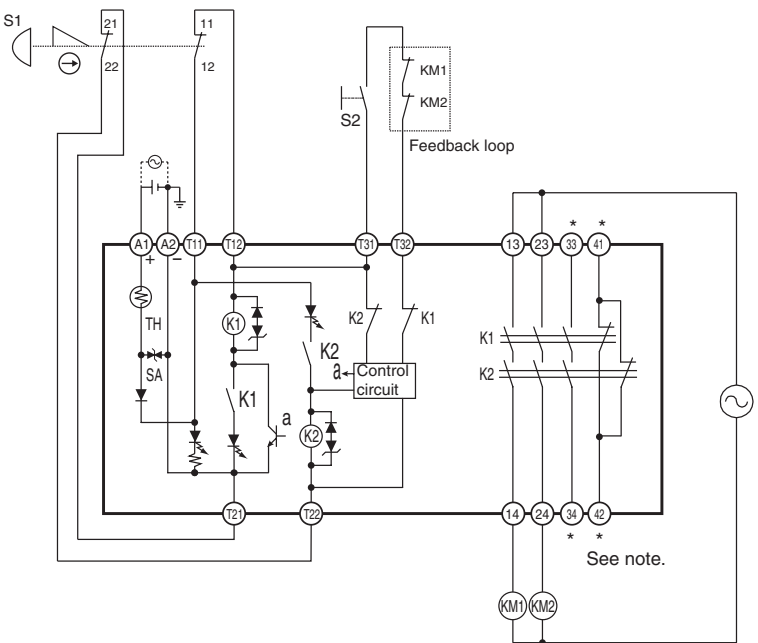 S1
21
11
22
12
KM1
KM2
S2
Feedback loop
A1
A2
T11
T12
T31
T32
13
23
33
41
*
*
+
−
TH
SA
K1
K1
K2
K2
a
K2
K1
a
Control
circuit
K1
K2
T21
T22
14
24
34
42
*
*
See note.
KM1
KM2